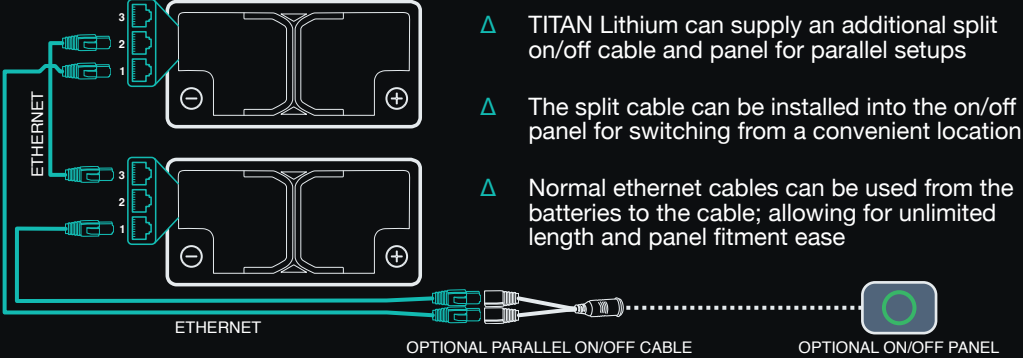 3
2
1
ETHERNET
3
2
1
Δ TITAN Lithium can supply an additional split
on/off cable and panel for parallel setups
Δ The split cable can be installed into the on/off
panel for switching from a convenient location
Δ Normal ethernet cables can be used from the
batteries to the cable; allowing for unlimited
length and panel fitment ease
ETHERNET
OPTIONAL PARALLEL ON/OFF CABLE
OPTIONAL ON/OFF PANEL